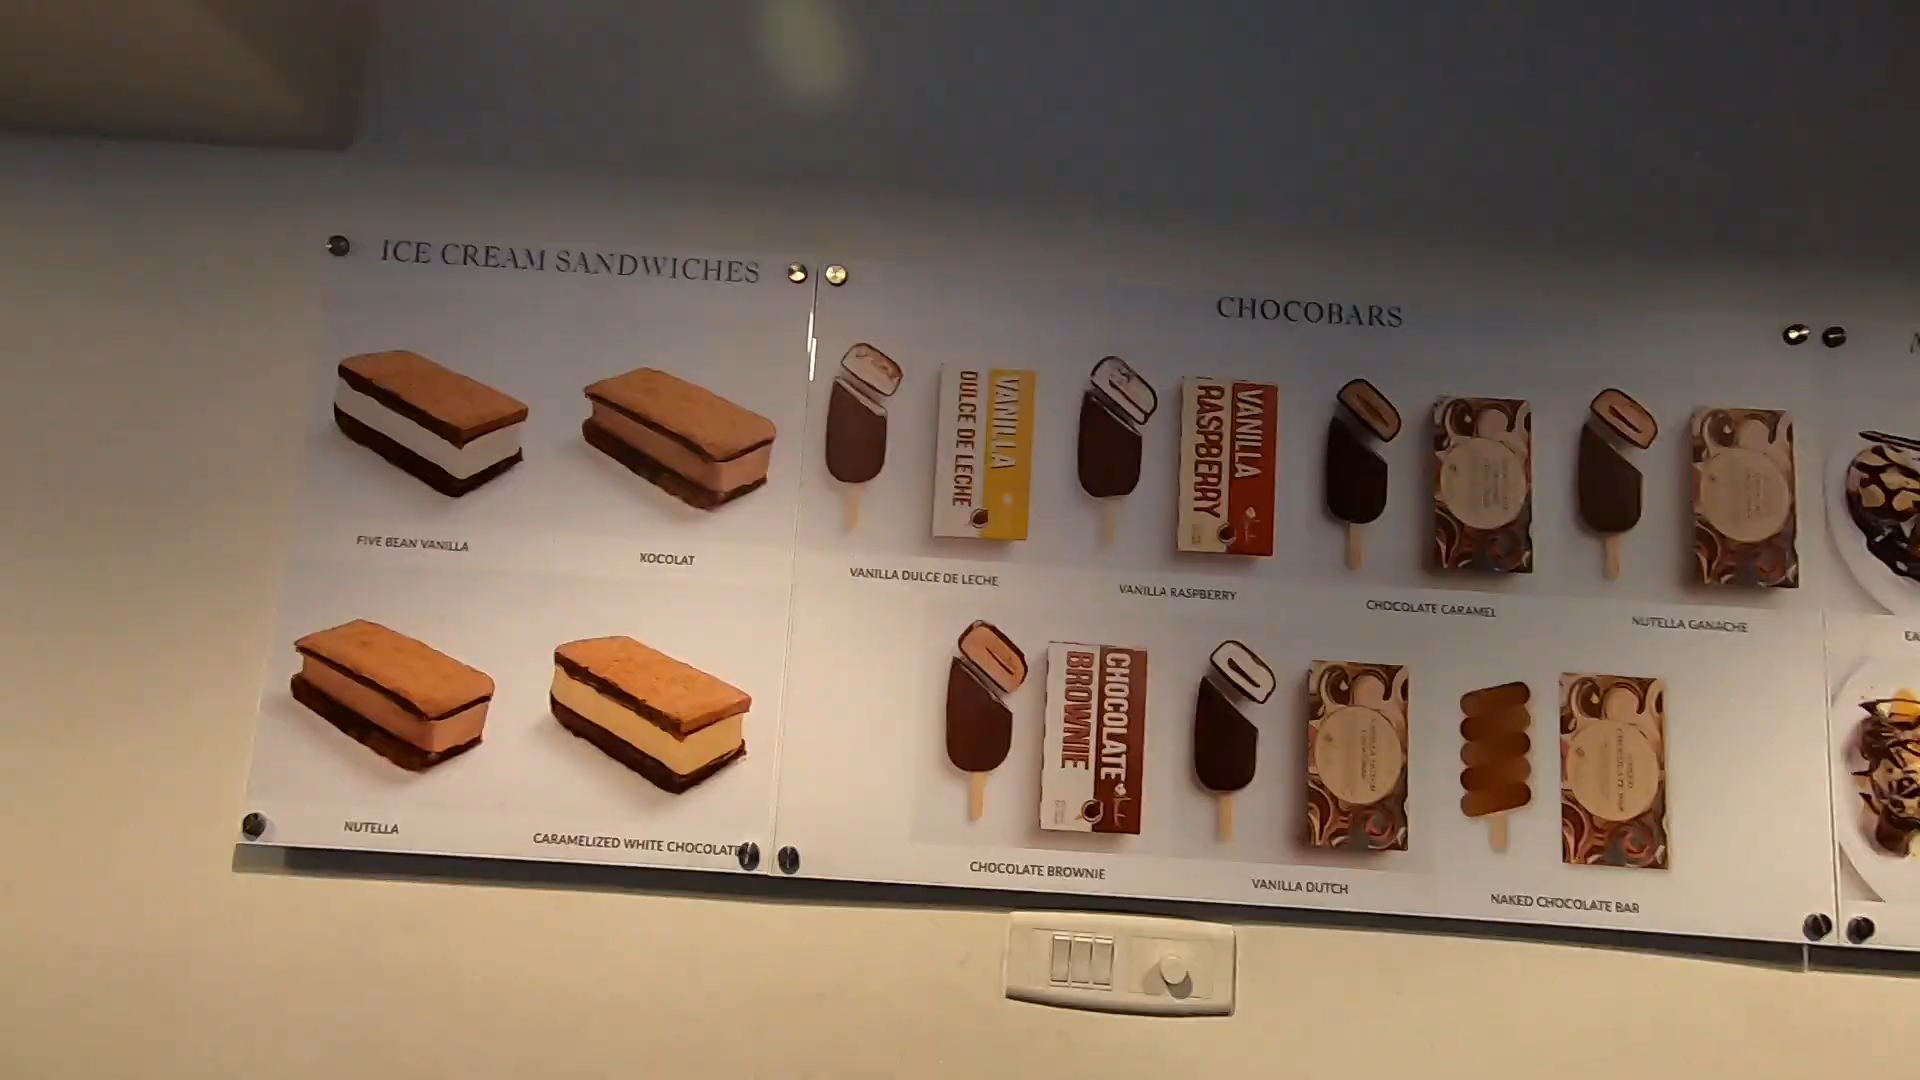 ICE CREAM SANDWICHES
FIVE BEAN VANILLA
XOCOLAT
NUTELLA
CARAMELIZED WHITE CHOCOLATE
CHOCOBARS
VANILLA
DULCE DE LECHE
VANILLA DULCE DE LECHE
VANILLA
RASPBERRY
VANILLA RASPBERRY
CHOCOLATE CARAMEL
NUTELLA GANACHE
CHOCOLATE
BROWNIE
CHOCOLATE BROWNIE
VANILLA DUTCH
NAKED CHOCOLATE BAR